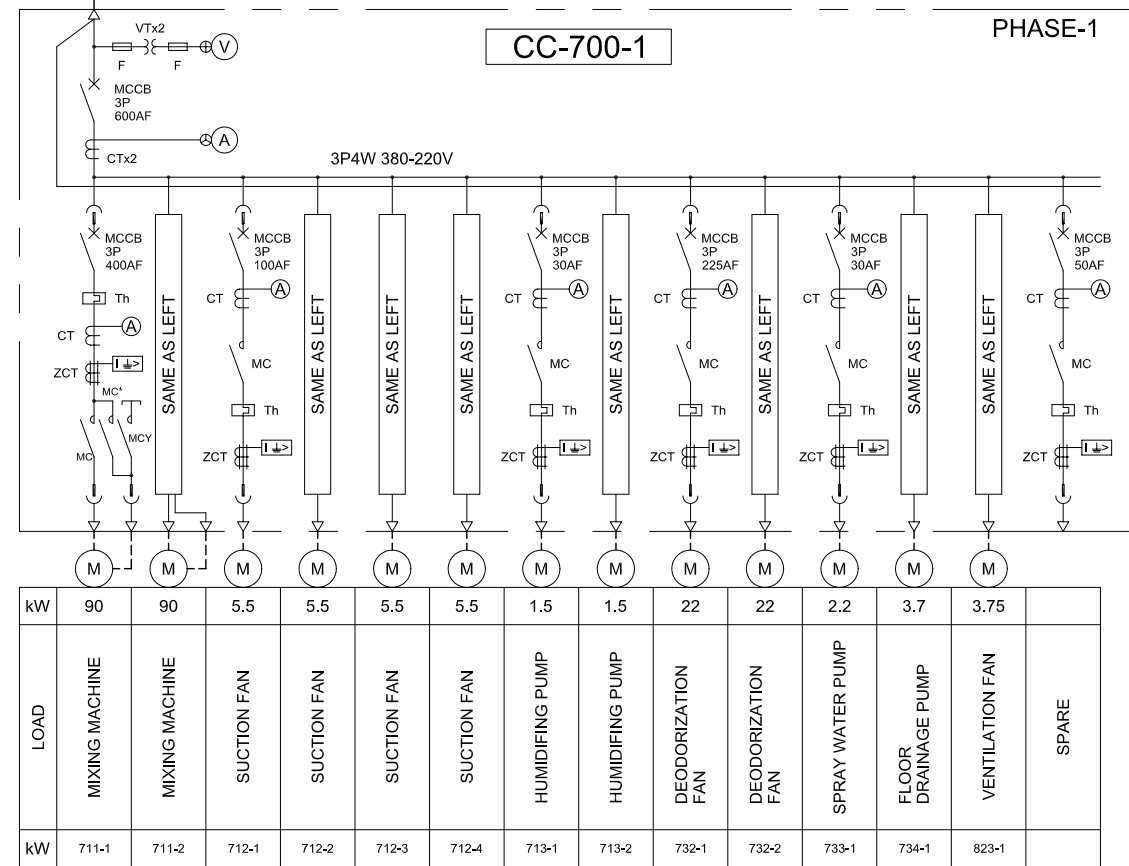 PHASE-1
CC-700-1
VTx2
F
F
V
MCCB
3P
600AF
A
CTx2
3P4W 380-220V
MCCB
3P
400AF
Th
CT
A
ZCT
I >
MC*
MC
MCY
SAME AS LEFT
MCCB
3P
100AF
CT
A
MC
Th
ZCT
I >
SAME AS LEFT
SAME AS LEFT
SAME AS LEFT
MCCB
3P
30AF
CT
A
MC
Th
ZCT
I >
SAME AS LEFT
MCCB
3P
225AF
CT
A
MC
Th
ZCT
I >
SAME AS LEFT
MCCB
3P
30AF
CT
A
MC
Th
ZCT
I >
SAME AS LEFT
SAME AS LEFT
MCCB
3P
50AF
CT
A
MC
Th
ZCT
I >
M
M
M
M
M
M
M
M
M
M
M
M
M
kW 90 90 5.5 5.5 5.5 5.5 1.5 1.5 22 22 2.2 3.7 3.75
LOAD
MIXING MACHINE
MIXING MACHINE
SUCTION FAN
SUCTION FAN
SUCTION FAN
SUCTION FAN
HUMIDIFING PUMP
HUMIDIFING PUMP
DEODORIZATION
FAN
DEODORIZATION
FAN
SPRAY WATER PUMP
FLOOR
DRAINAGE PUMP
VENTILATION FAN
SPARE
kW 711-1 711-2 712-1 712-2 712-3 712-4 713-1 713-2 732-1 732-2 733-1 734-1 823-1